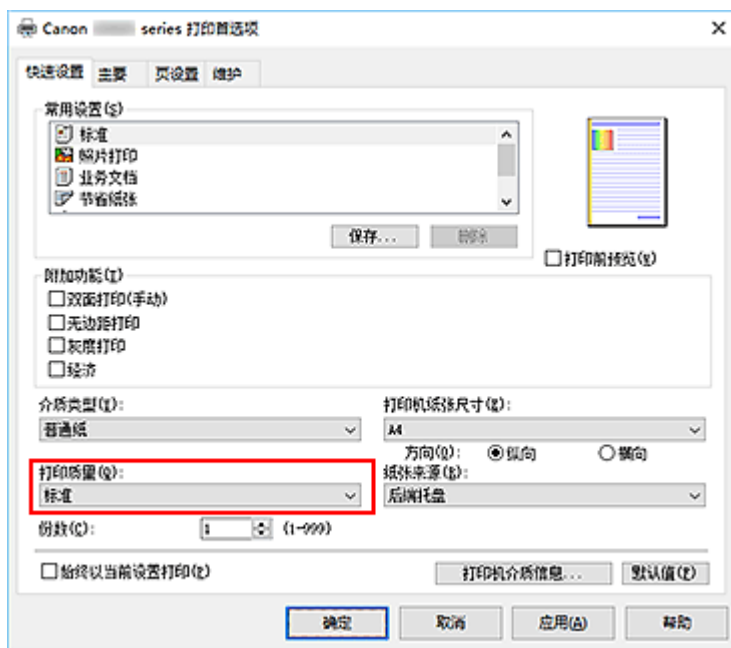 Canon series 打印首选项
快速设置 主要 页设置 维护
常用设置(S)
标准
照片打印
业务文档
节省纸张
保存... 删除
打印前预览(V)
附加功能(T)
双面打印(手动)
无边距打印
灰度打印
经济
介质类型(Y): 打印机纸张尺寸(Z):
普通纸 A4
方向(O): 纵向 横向
打印质量(Q): 纸张来源(R):
标准 后端托盘
份数(C): 1 (1-999)
始终以当前设置打印(P)
打印机介质信息... 默认值(F)
确定 取消 应用(A) 帮助